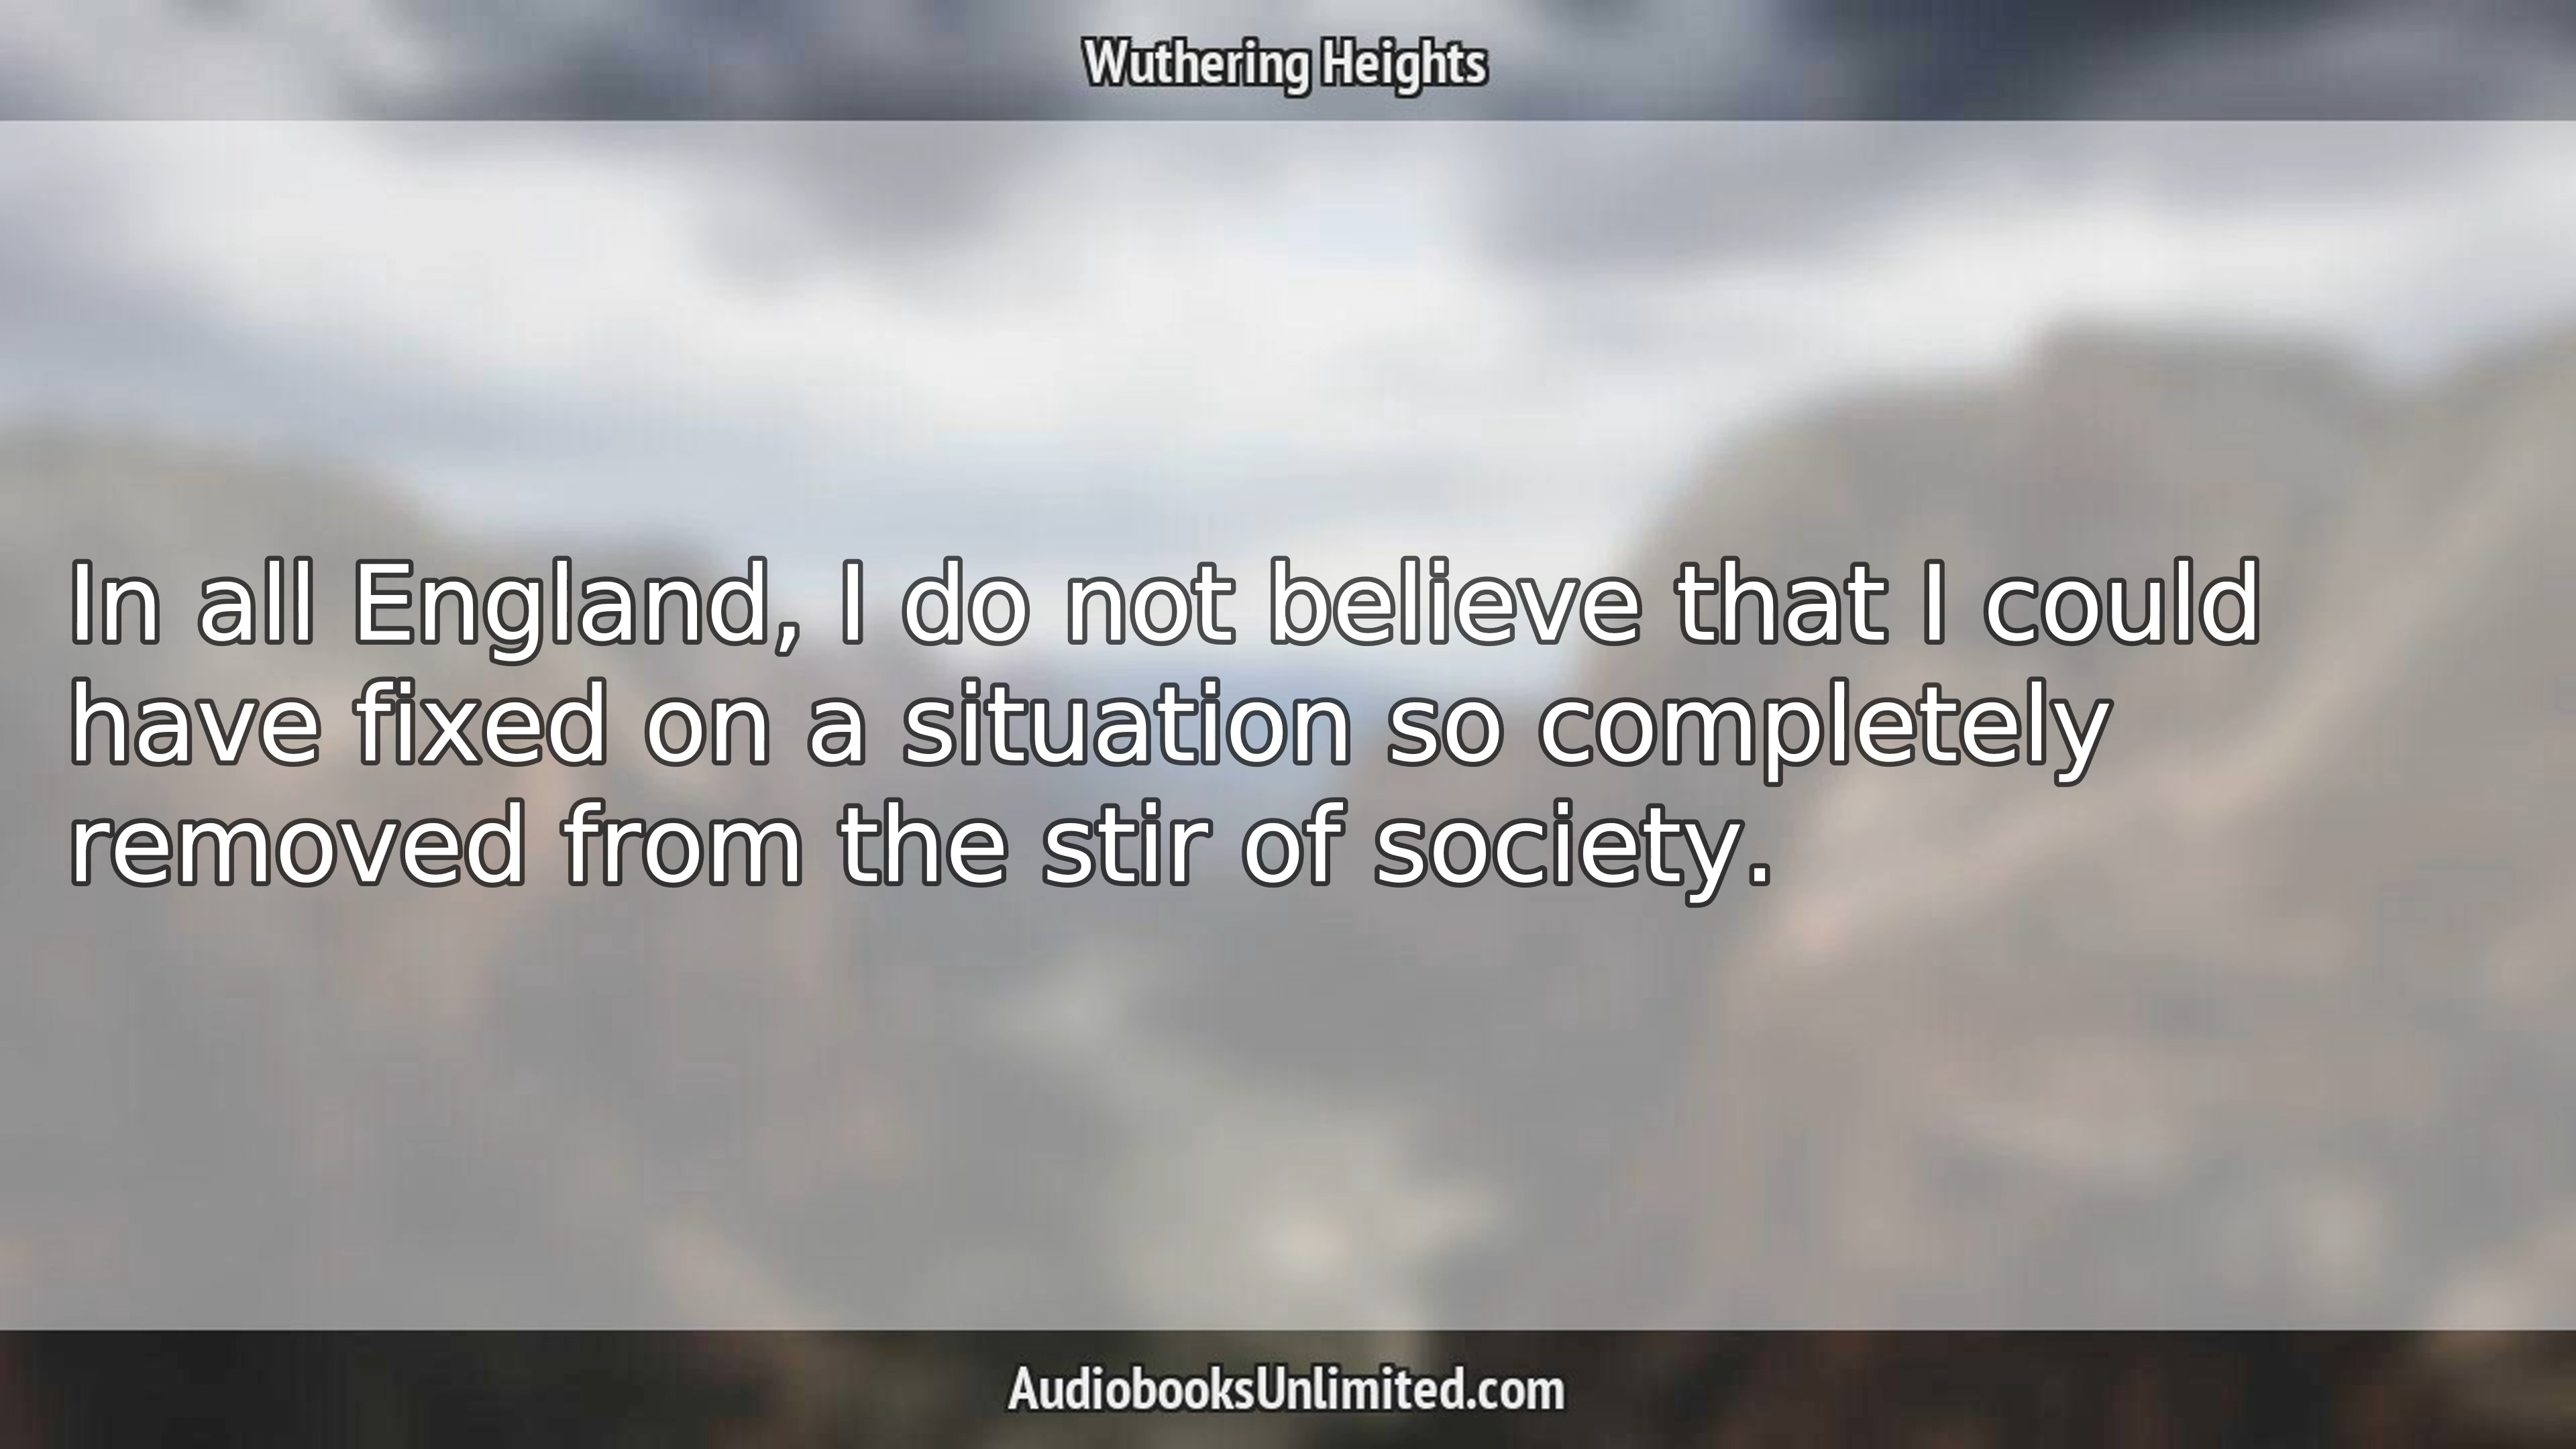 Wuthering Heights
In all England, I do not believe that I could
have fixed on a situation so completely
removed from the stir of society.
AudiobooksUnlimited.com